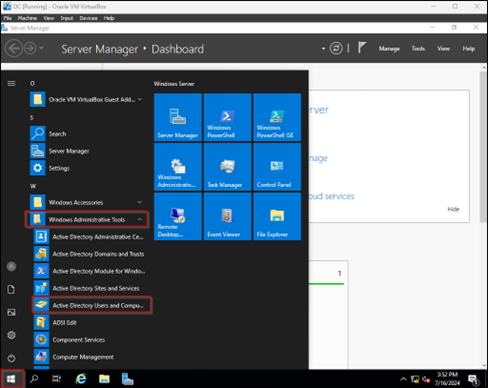 DC [Running] - Oracle VM VirtualBox
File Machine View Input Devices Help
Server Manager
Server Manager • Dashboard
Manage Tools View Help
O
Oracle VM VirtualBox Guest Add...
S
Search
Server Manager
Settings
W
Windows Accessories
Windows Administrative Tools
Active Directory Administrative Ce...
Active Directory Domains and Trusts
Active Directory Module for Windo...
Active Directory Sites and Services
Active Directory Users and Compu...
ADSI Edit
Component Services
Computer Management
Windows Server
Server Manager
Windows PowerShell
Windows PowerShell ISE
Windows Administrativ...
Task Manager
Control Panel
Remote Desktop...
Event Viewer
File Explorer
erver
nage
oud services
Hide
1
3:52 PM
7/16/2024